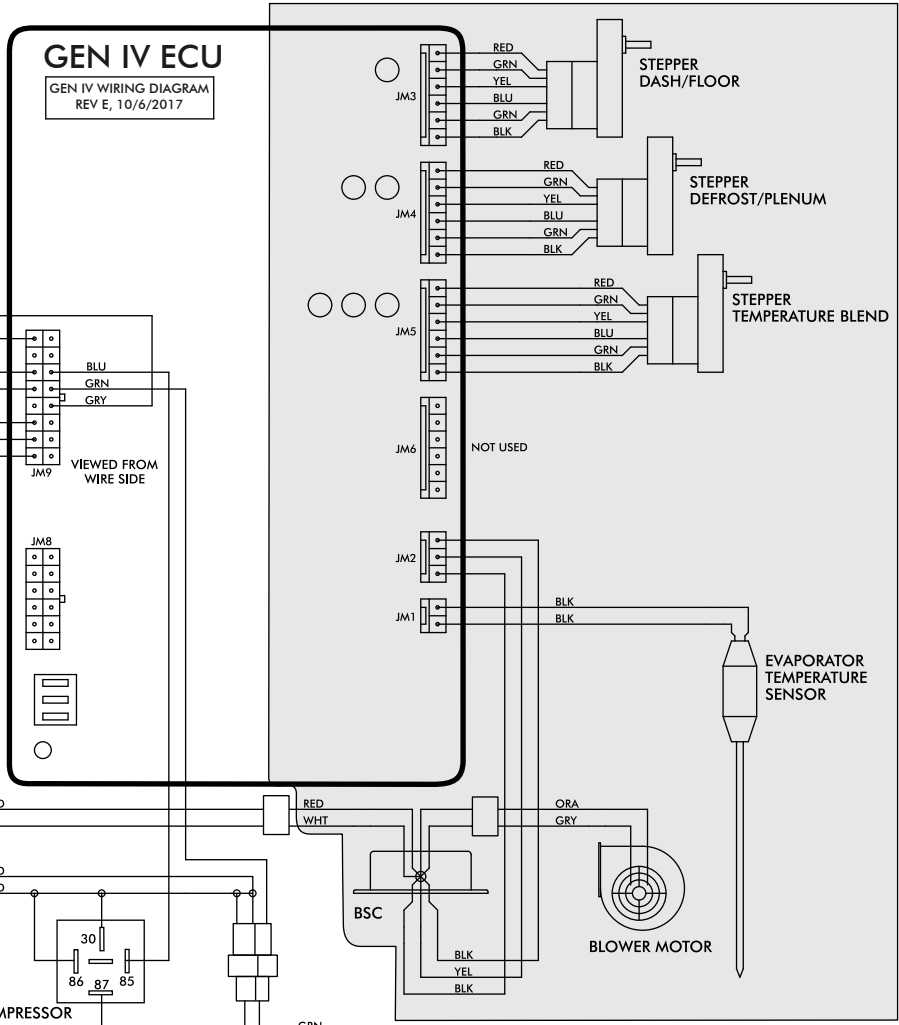 GEN IV ECU
GEN IV WIRING DIAGRAM
REV E, 10/6/2017
JM3
RED
GRN
YEL
BLU
GRN
BLK
STEPPER
DASH/FLOOR
JM4
RED
GRN
YEL
BLU
GRN
BLK
STEPPER
DEFROST/PLENUM
JM5
RED
GRN
YEL
BLU
GRN
BLK
STEPPER
TEMPERATURE BLEND
BLU
GRN
GRY
JM9
VIEWED FROM
WIRE SIDE
JM6
NOT USED
JM8
JM2
JM1
BLK
BLK
EVAPORATOR
TEMPERATURE
SENSOR
RED
WHT
ORA
GRY
BSC
BLOWER MOTOR
BLK
YEL
BLK
30
86
87
85
MPRESSOR